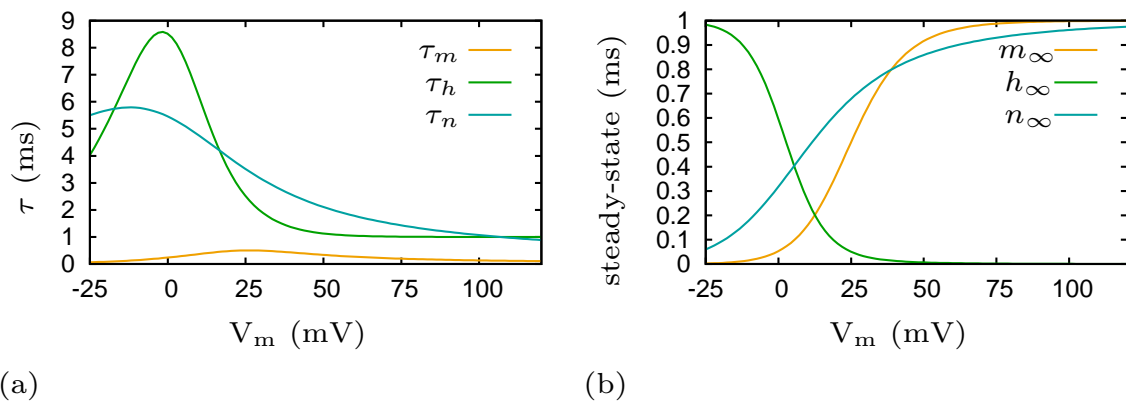 9
8
7
6
5
4
3
2
1
0
-25 0 25 50 75 100
τ (ms)
V_m (mV)
τ_m
τ_h
τ_n
(a)
1
0.9
0.8
0.7
0.6
0.5
0.4
0.3
0.2
0.1
0
-25 0 25 50 75 100
steady-state (ms)
V_m (mV)
m_∞
h_∞
n_∞
(b)